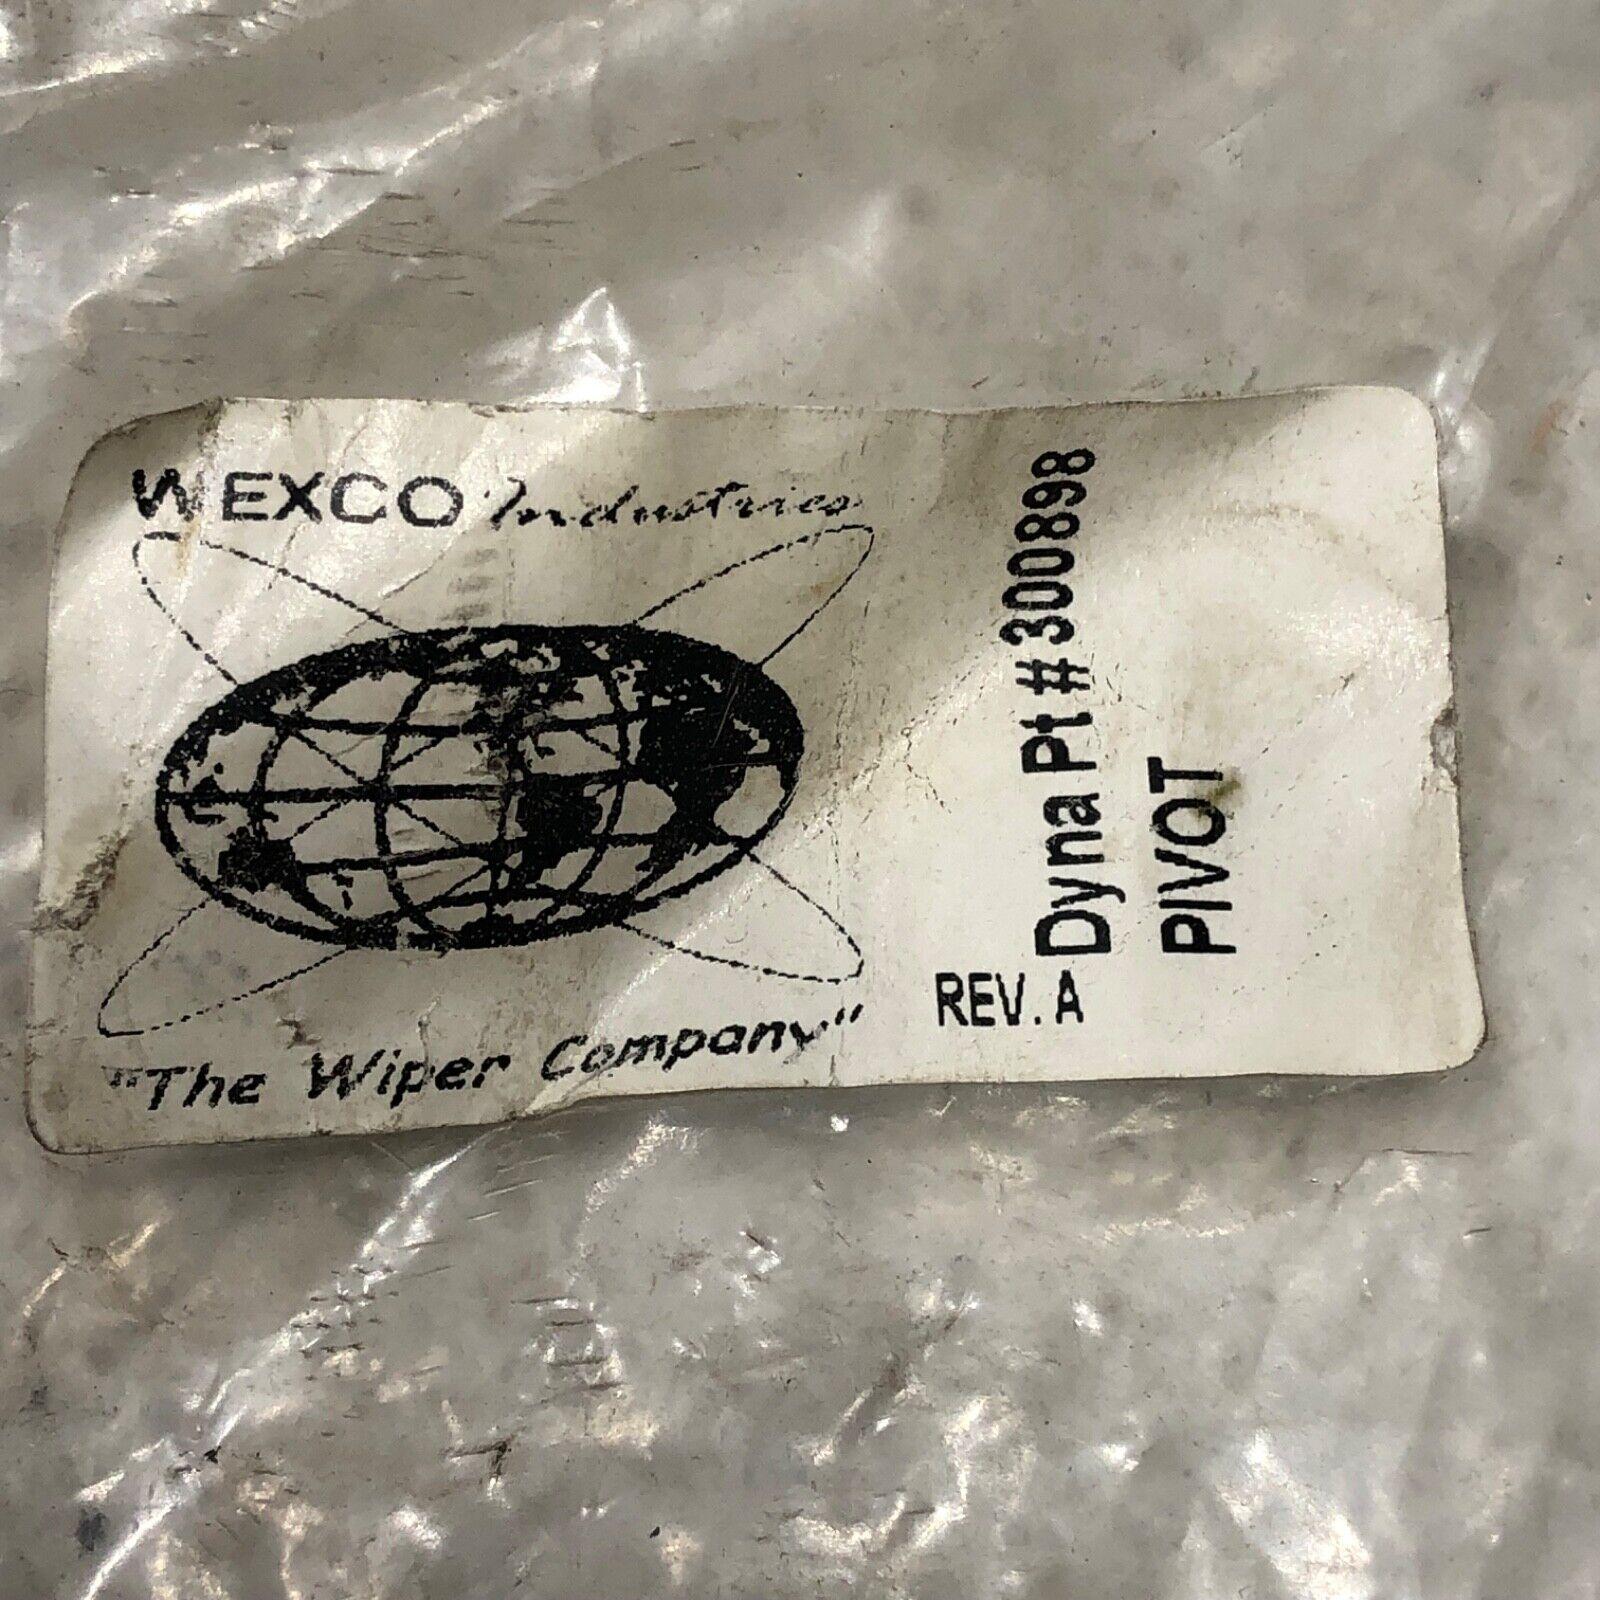 WEXCO Industries
"The Wiper Company"
REV. A
Dyna Pt # 300898
PIVOT